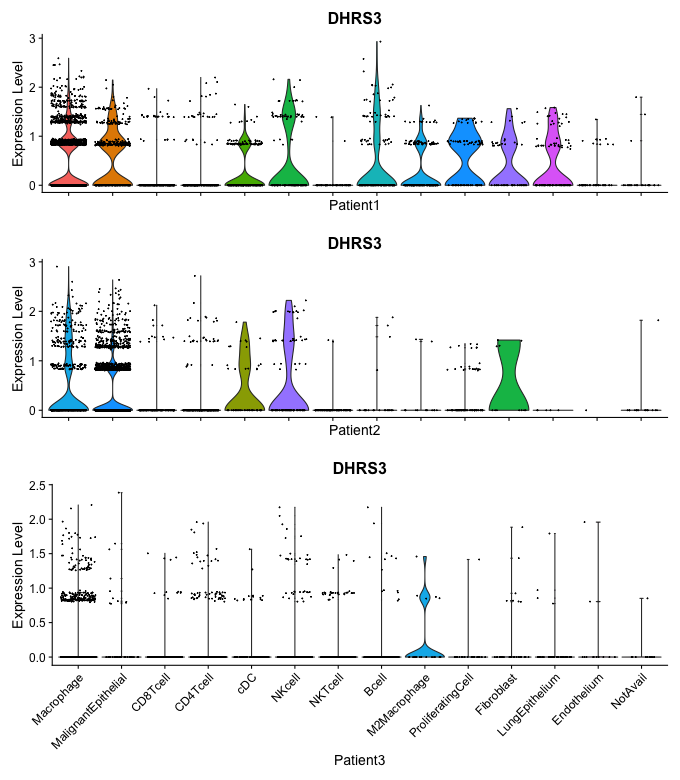 DHRS3
Expression Level
3
2
1
0
Patient1
DHRS3
Expression Level
3
2
1
0
Patient2
DHRS3
Expression Level
2.5
2.0
1.5
1.0
0.5
0.0
Macrophage
MalignantEpithelial
CD8Tcell
CD4Tcell
cDC
NKcell
NKTcell
Bcell
M2Macrophage
ProliferatingCell
Fibroblast
LungEpithelium
Endothelium
NotAvail
Patient3